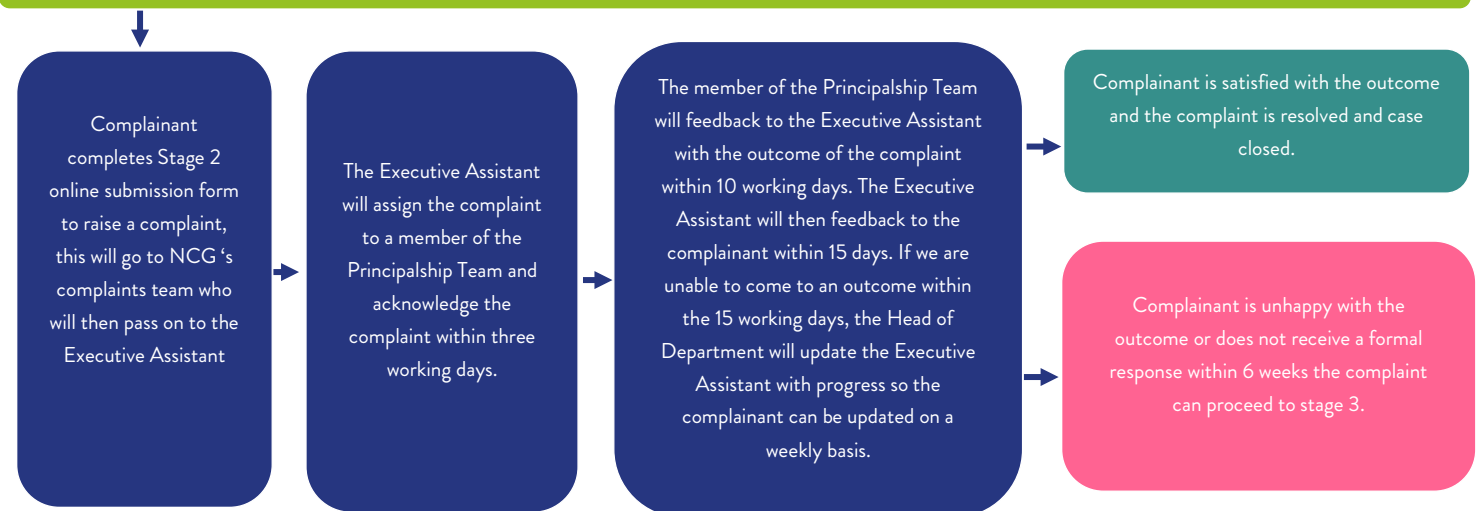 Complainant
completes Stage 2
online submission form
to raise a complaint,
this will go to NCG ‘s
complaints team who
will then pass on to the
Executive Assistant
The Executive Assistant
will assign the complaint
to a member of the
Principalship Team and
acknowledge the
complaint within three
working days.
The member of the Principalship Team
will feedback to the Executive Assistant
with the outcome of the complaint
within 10 working days. The Executive
Assistant will then feedback to the
complainant within 15 days. If we are
unable to come to an outcome within
the 15 working days, the Head of
Department will update the Executive
Assistant with progress so the
complainant can be updated on a
weekly basis.
Complainant is satisfied with the outcome
and the complaint is resolved and case
closed.
Complainant is unhappy with the
outcome or does not receive a formal
response within 6 weeks the complaint
can proceed to stage 3.